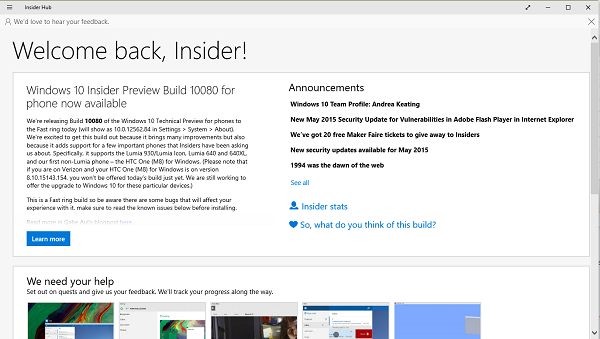 Insider Hub
We'd love to hear your feedback.
Welcome back, Insider!
Windows 10 Insider Preview Build 10080 for
phone now available
We're releasing Build 10080 of the Windows 10 Technical Preview for phones
to the Fast ring today (will show as 10.0.12562.84 in Settings > System > About).
We're excited to get this build out because it brings many improvements but also
because it adds support for a few important phones that Insiders have been asking
us about. Specifically, it supports the Lumia 930/Lumia Icon, Lumia 640 and 640XL,
and our first non-Lumia phone – the HTC One (M8) for Windows. (Please note that
if you are on Verizon and your HTC One (M8) for Windows is on version
8.10.15143.154, you won't be offered today's build just yet. We are still working to
offer the upgrade to Windows 10 for these particular devices.)
This is a Fast ring build so be aware there are some bugs that will affect your
experience with it, make sure to read the known issues below before installing.
Read more in Gabe Aul's blogpost here
Learn more
Announcements
Windows 10 Team Profile: Andrea Keating
New May 2015 Security Update for Vulnerabilities in Adobe Flash Player in Internet Explorer
We've got 20 free Maker Faire tickets to give away to Insiders
New security updates available for May 2015
1994 was the dawn of the web
See all
Insider stats
So, what do you think of this build?
We need your help
Set out on quests and give us your feedback. We'll track your progress along the way.